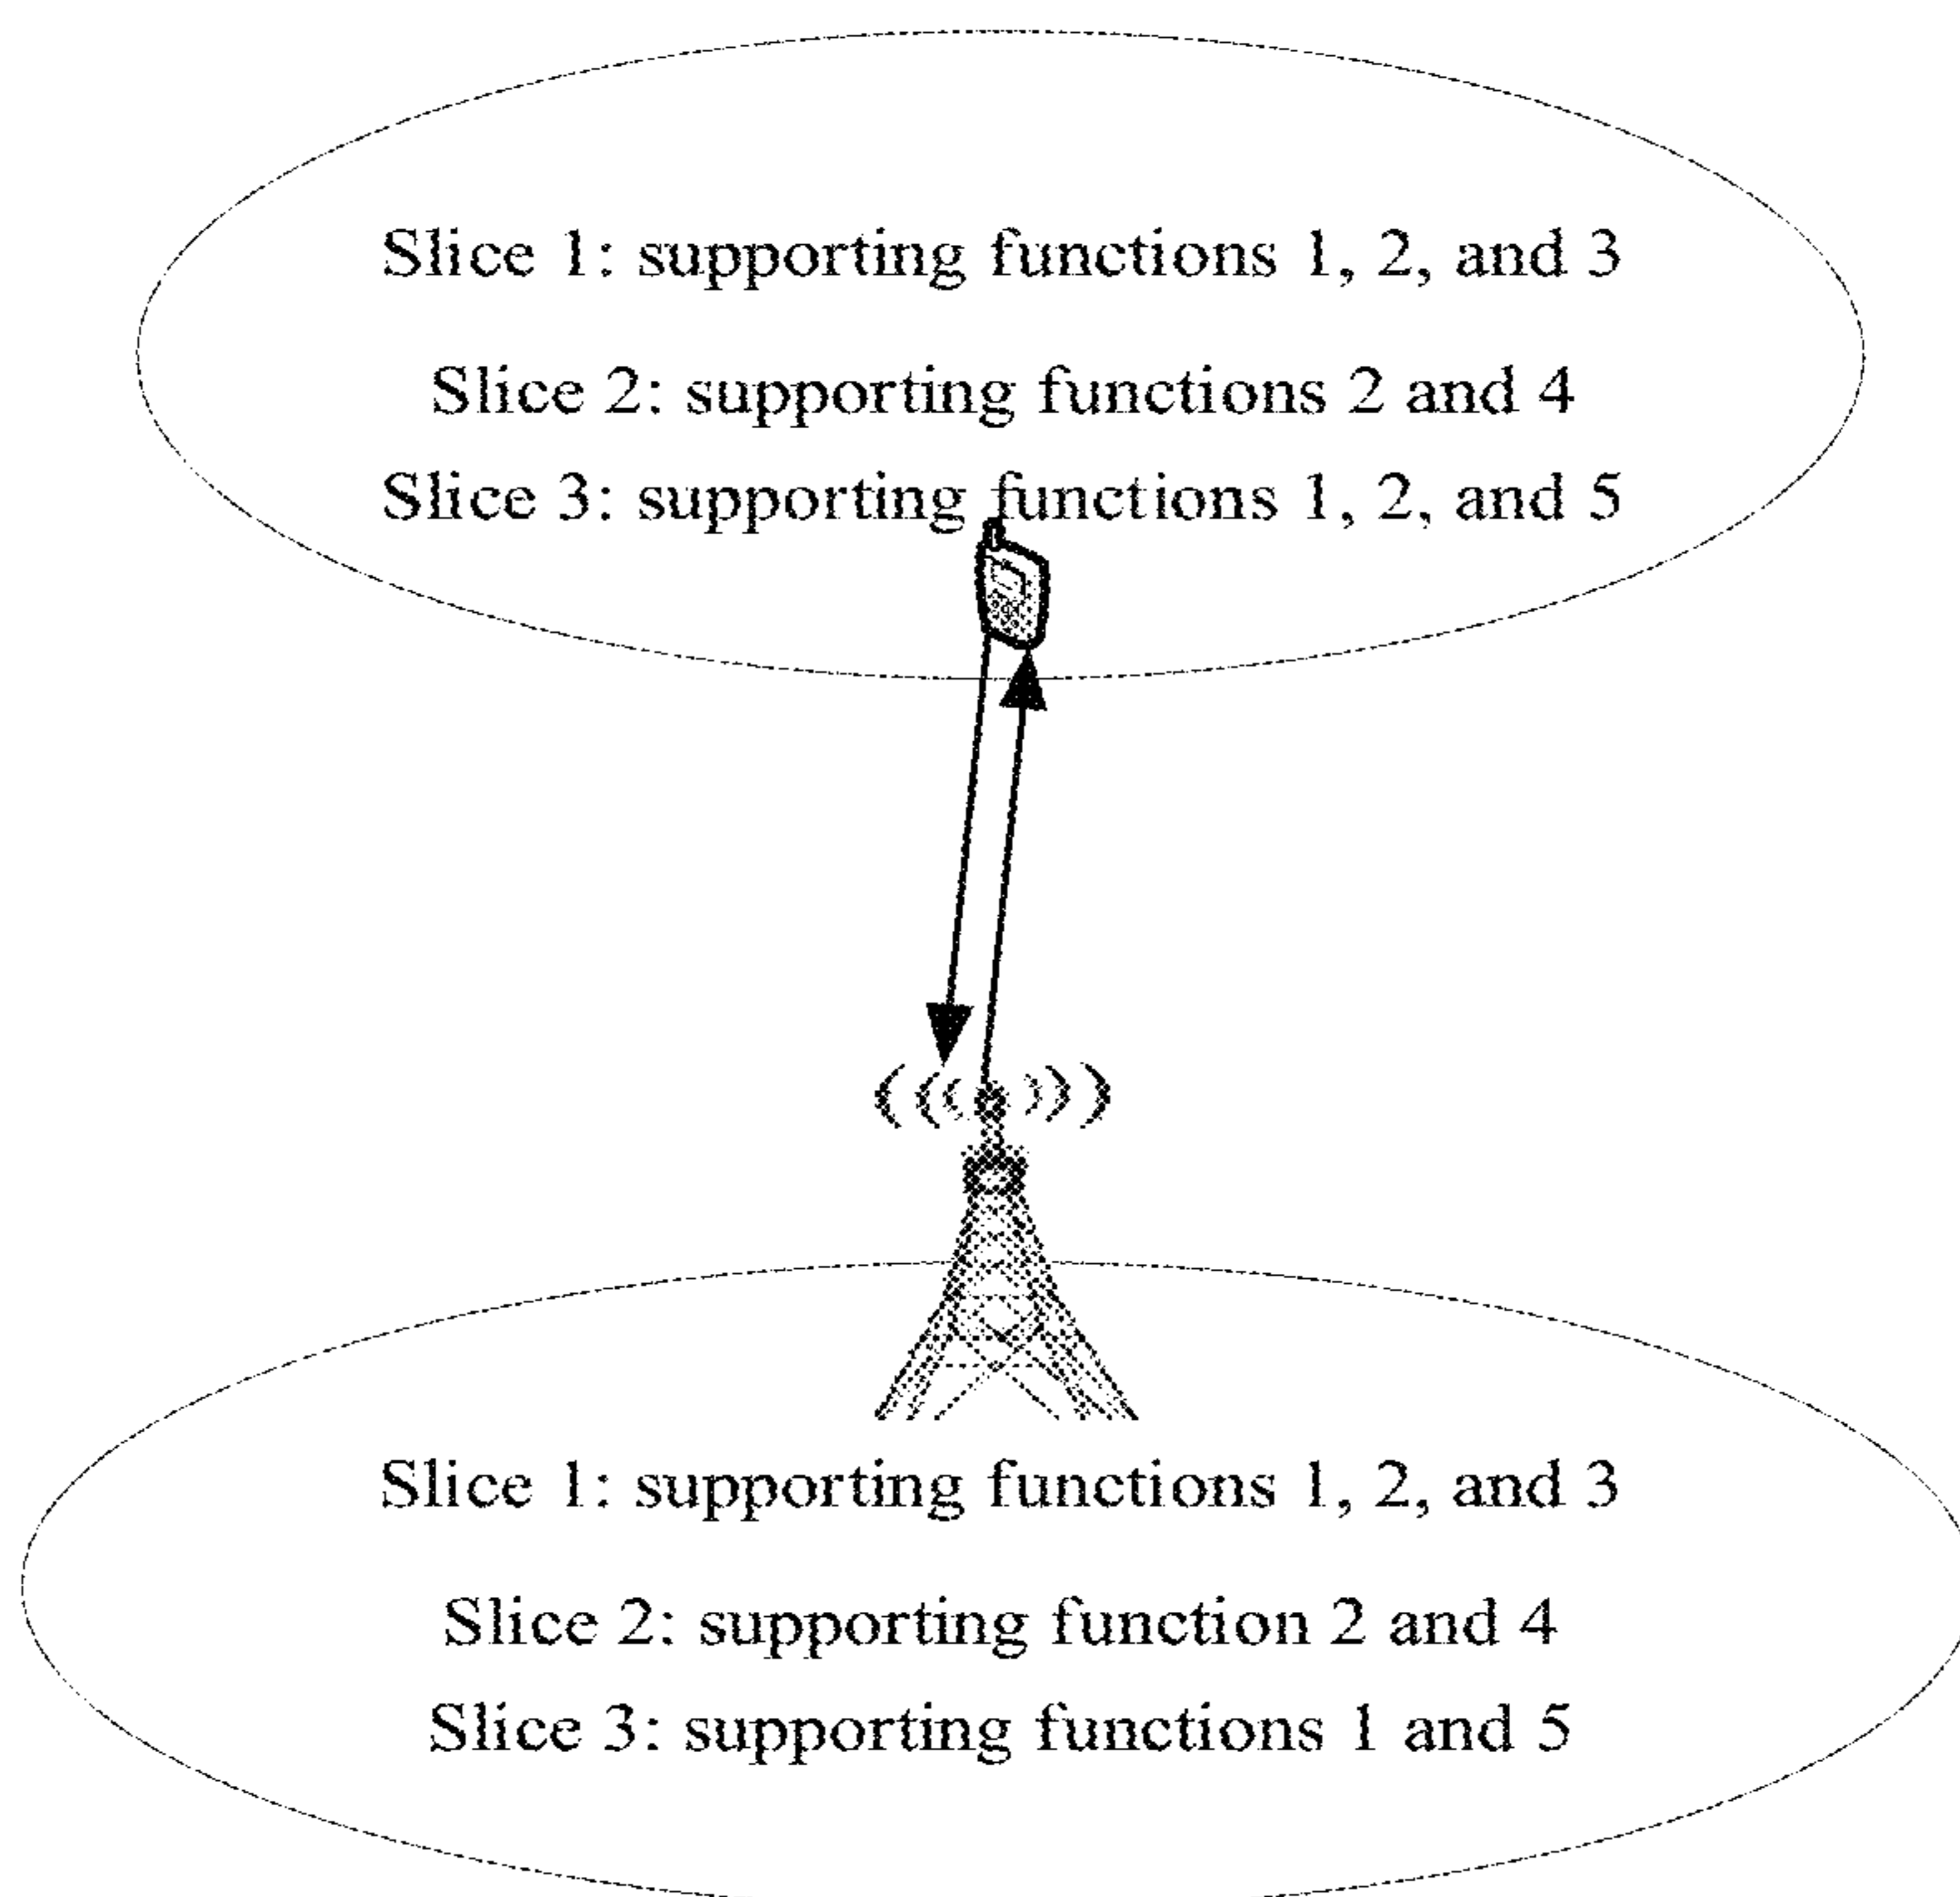 Slice 1: supporting functions 1, 2, and 3
Slice 2: supporting functions 2 and 4
Slice 3: supporting functions 1, 2, and 5
Slice 1: supporting functions 1, 2, and 3
Slice 2: supporting function 2 and 4
Slice 3: supporting functions 1 and 5